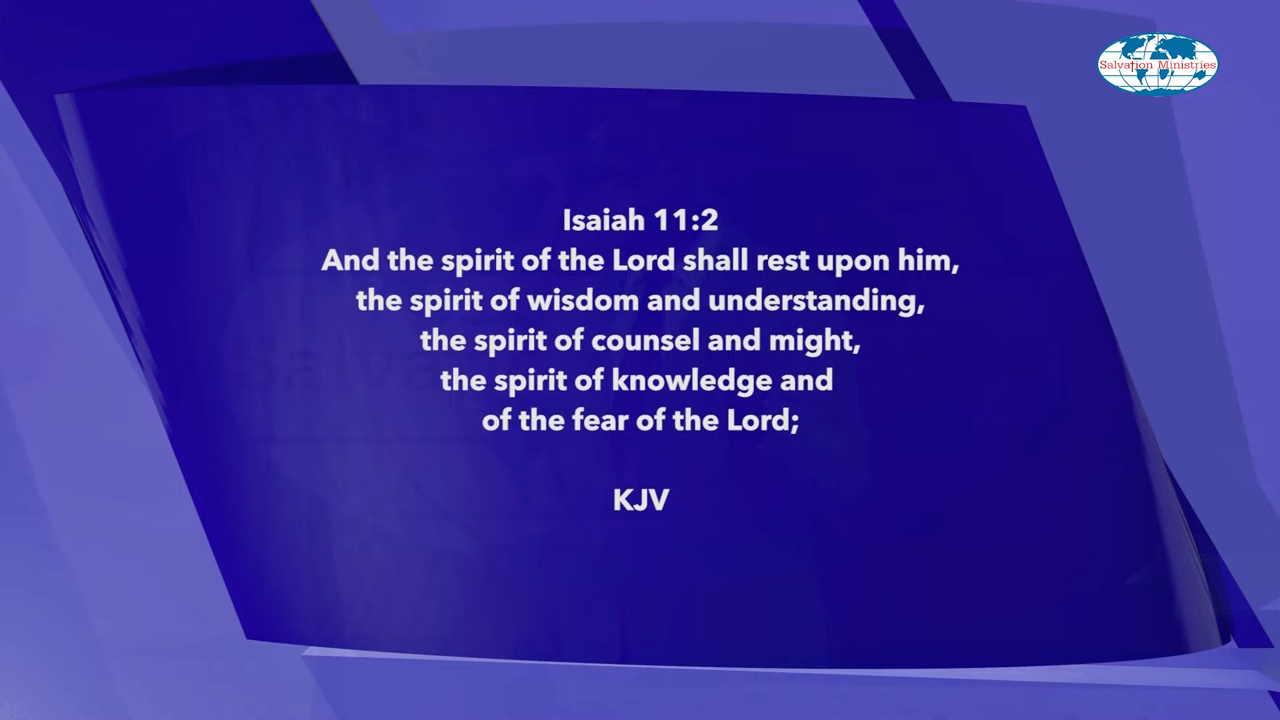 Salvation Ministries
Isaiah 11:2
And the spirit of the Lord shall rest upon him,
the spirit of wisdom and understanding,
the spirit of counsel and might,
the spirit of knowledge and
of the fear of the Lord;
KJV